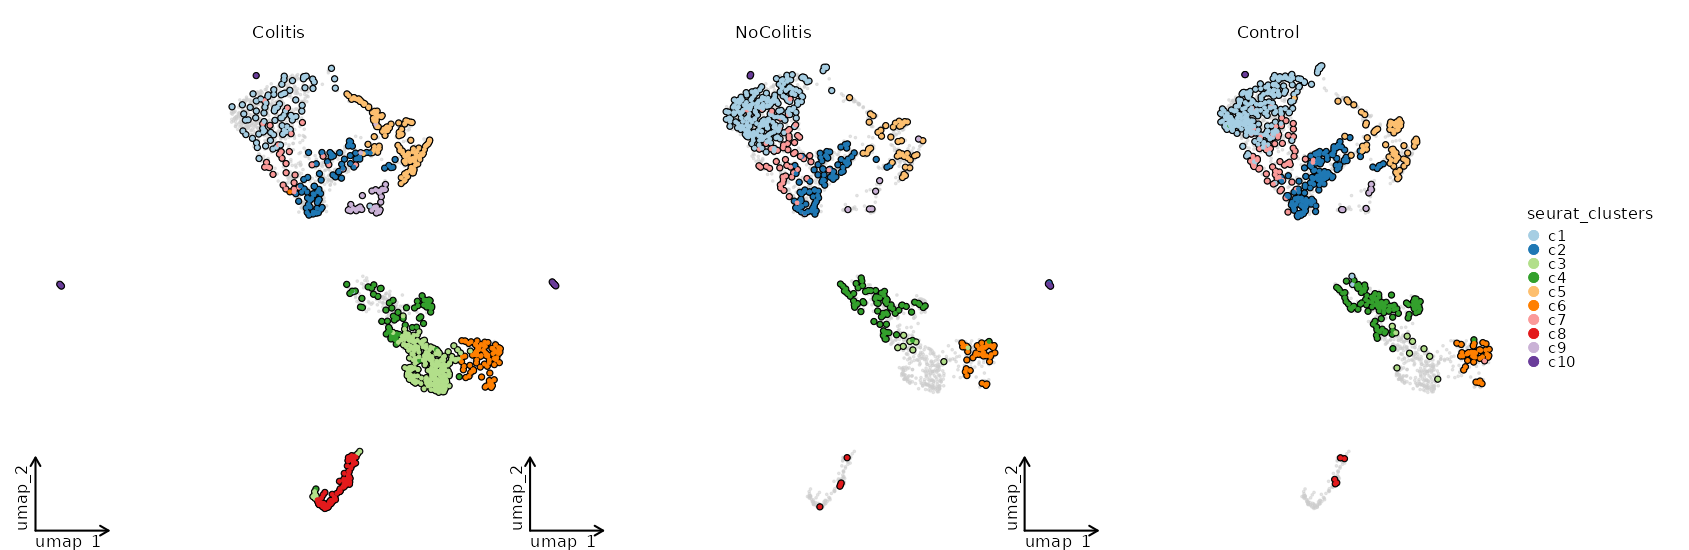 Colitis
NoColitis
Control
seurat_clusters
c1
c2
c3
c4
c5
c6
c7
c8
c9
c10
umap_2
umap_1
umap_2
umap_1
umap_2
umap_1